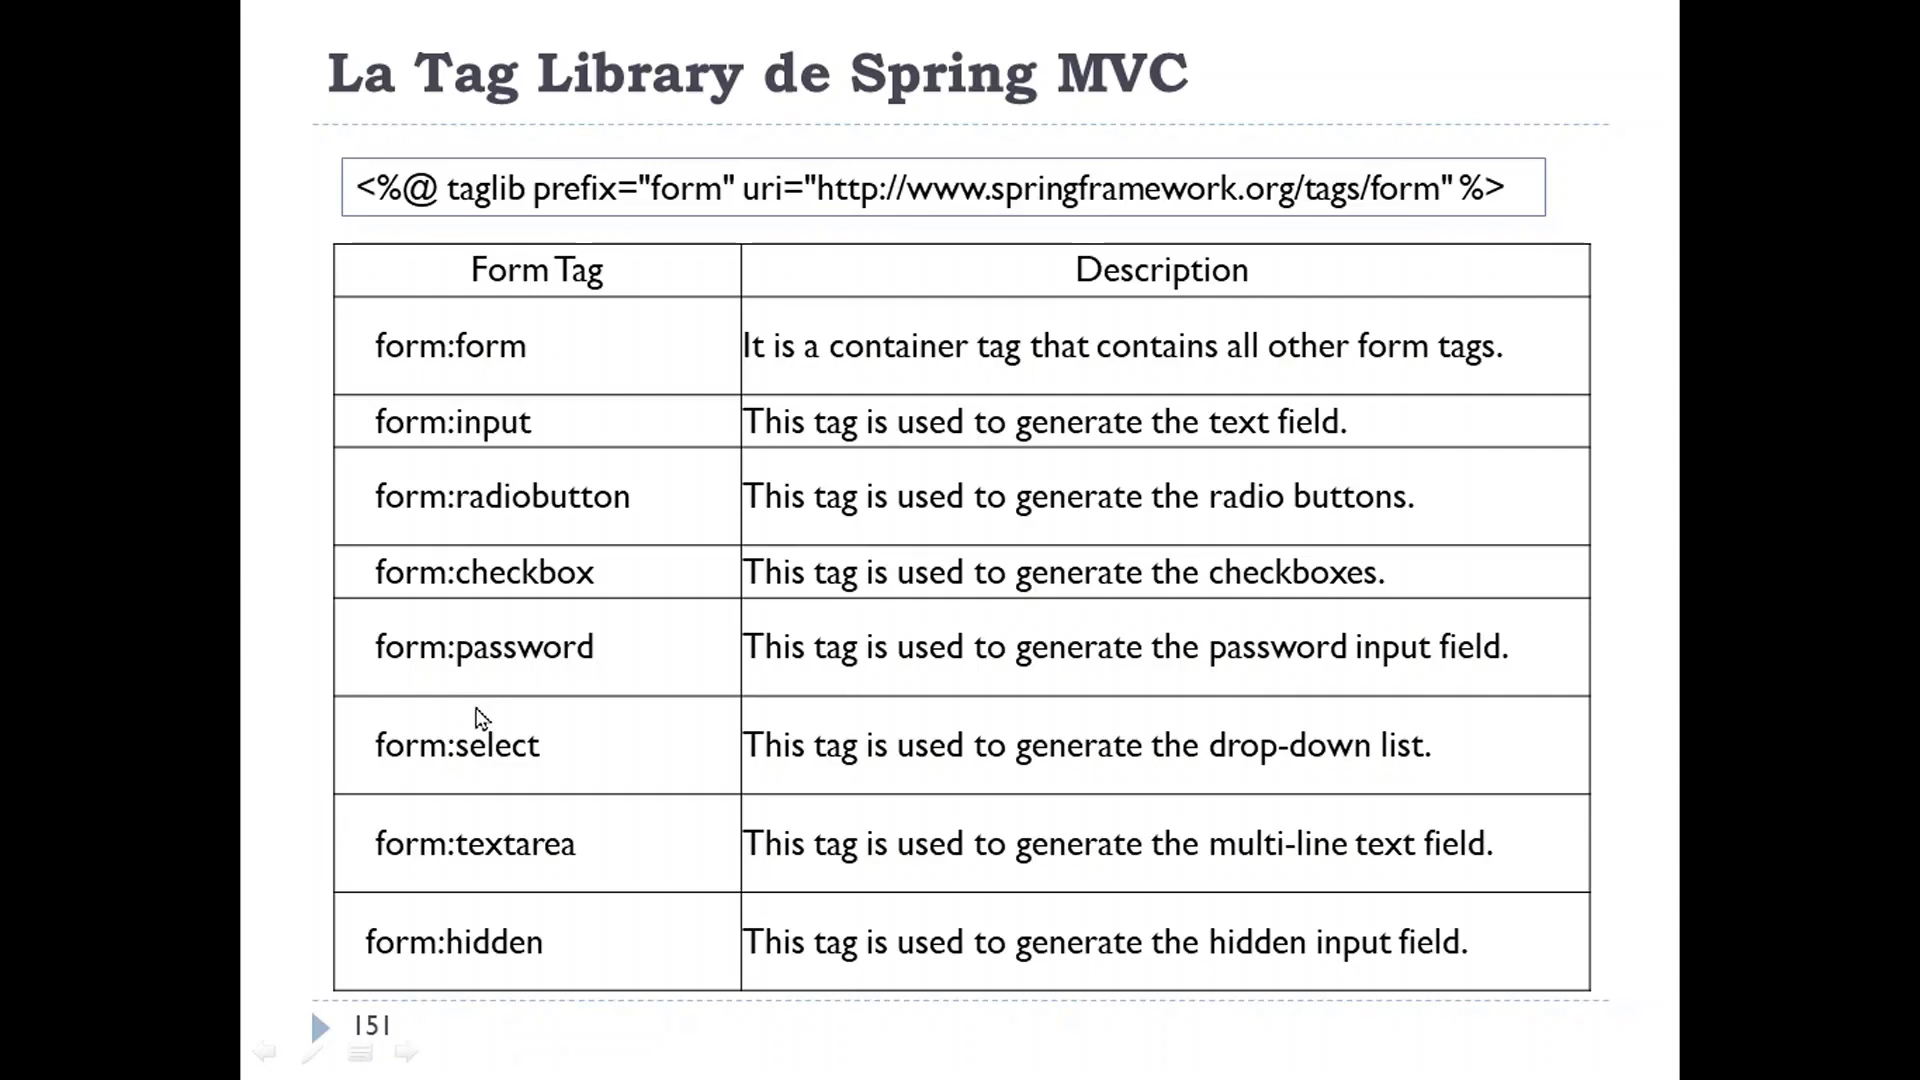 La Tag Library de Spring MVC
<%@ taglib prefix="form" uri="http://www.springframework.org/tags/form" %>
Form Tag Description
form:form It is a container tag that contains all other form tags.
form:input This tag is used to generate the text field.
form:radiobutton This tag is used to generate the radio buttons.
form:checkbox This tag is used to generate the checkboxes.
form:password This tag is used to generate the password input field.
form:select This tag is used to generate the drop-down list.
form:textarea This tag is used to generate the multi-line text field.
form:hidden This tag is used to generate the hidden input field.
151